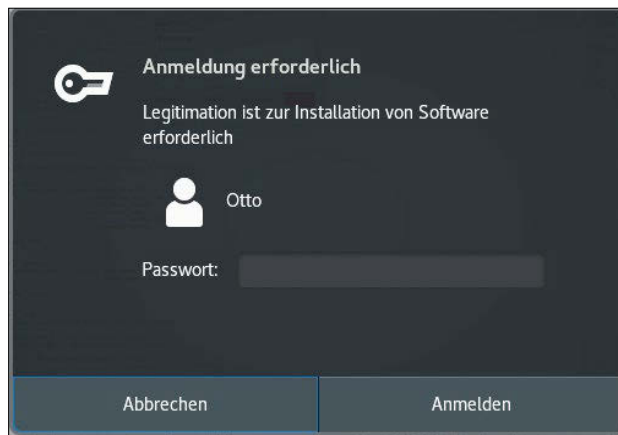 Anmeldung erforderlich
Legitimation ist zur Installation von Software
erforderlich
Otto
Passwort:
Abbrechen
Anmelden